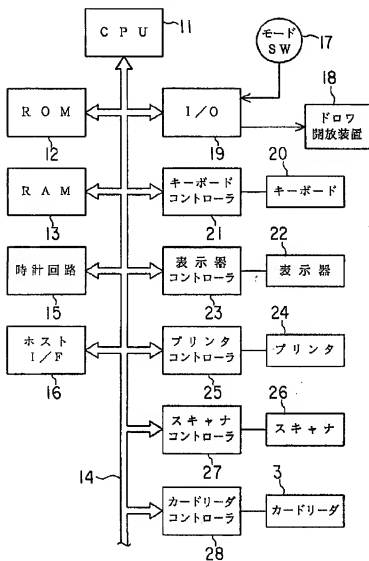 CPU
11
モード
SW
17
ROM
12
I/O
19
18
ドロワ
開放装置
RAM
13
キーボード
コントローラ
21
20
キーボード
時計回路
15
表示器
コントローラ
23
22
表示器
ホスト
I/F
16
プリンタ
コントローラ
25
24
プリンタ
スキャナ
コントローラ
27
26
スキャナ
14
カードリーダ
コントローラ
28
3
カードリーダ